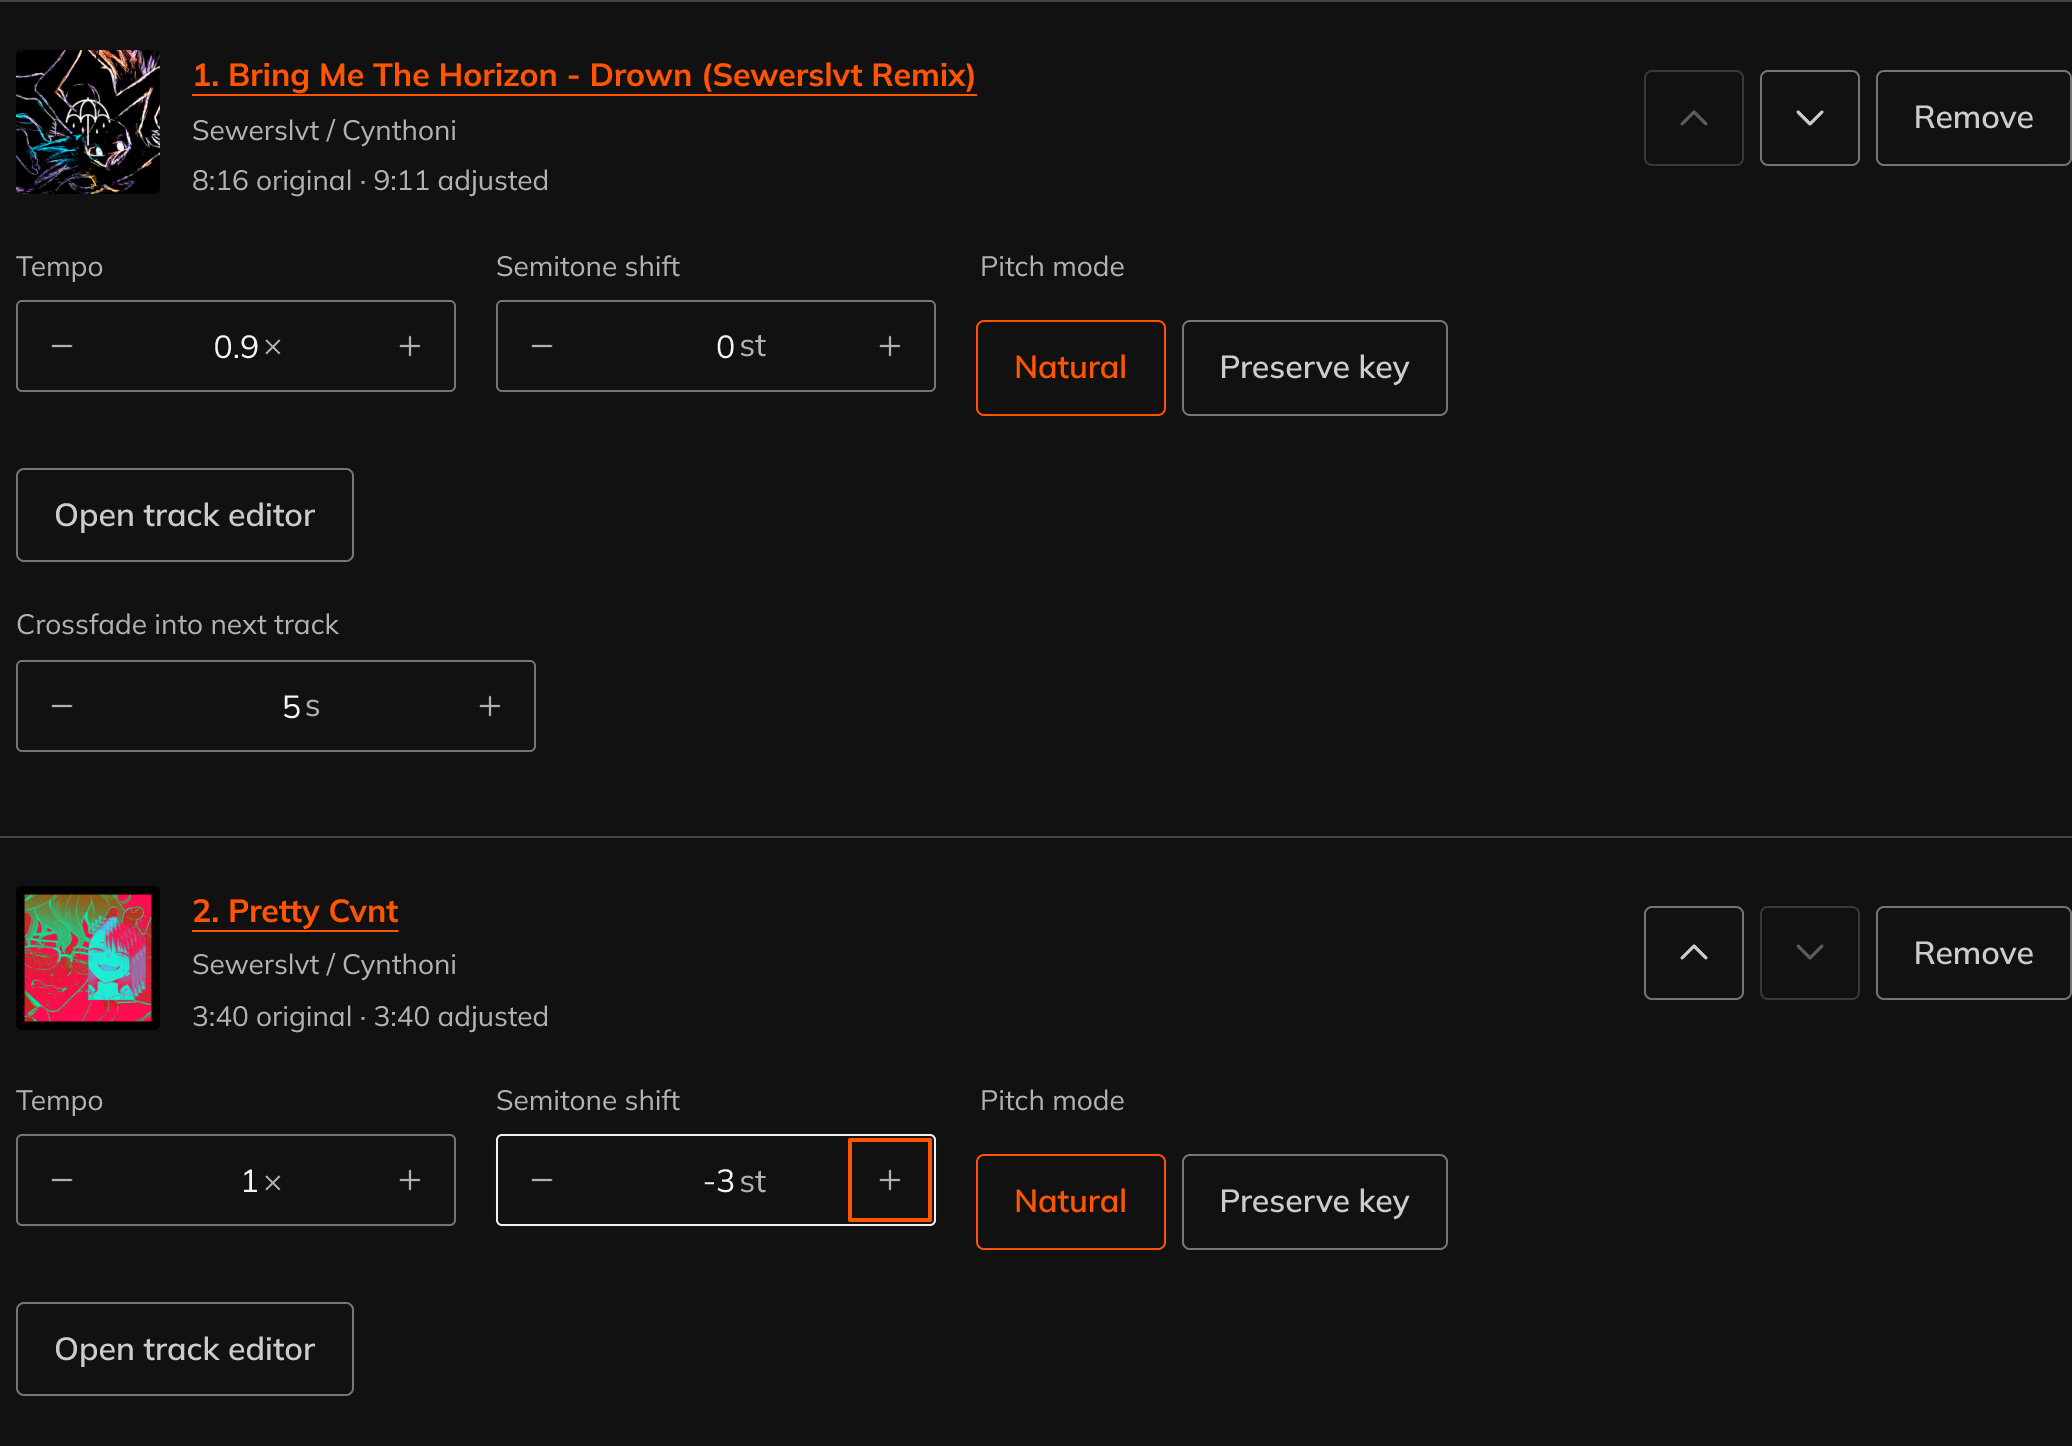 1. Bring Me The Horizon - Drown (Sewerslvt Remix)
Sewerslvt / Cynthoni
8:16 original · 9:11 adjusted
Remove
Tempo
Semitone shift
Pitch mode
− 0.9× +
− 0 st +
Natural
Preserve key
Open track editor
Crossfade into next track
− 5 s +
2. Pretty Cvnt
Sewerslvt / Cynthoni
3:40 original · 3:40 adjusted
Remove
Tempo
Semitone shift
Pitch mode
− 1× +
− -3 st +
Natural
Preserve key
Open track editor